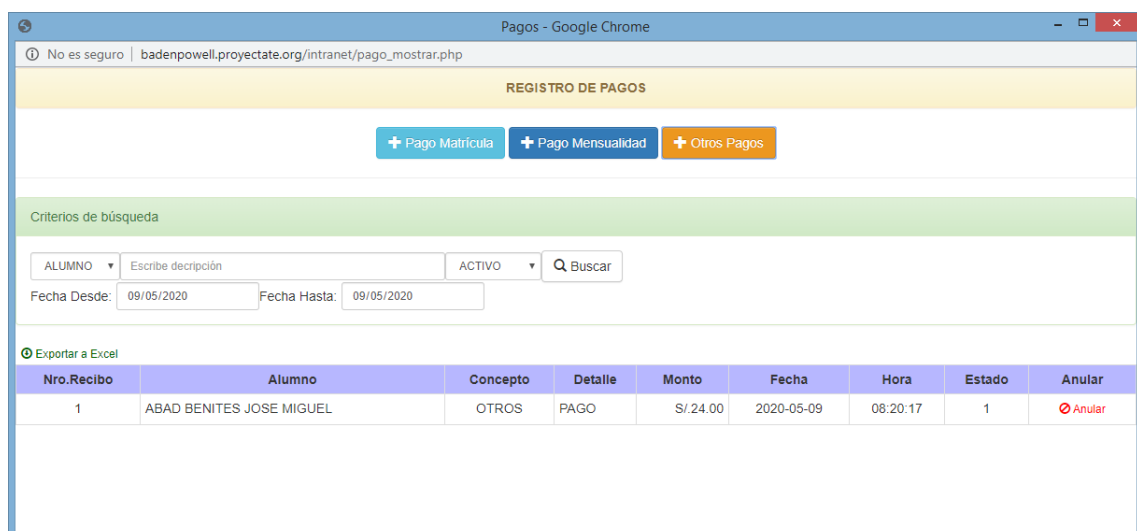 Pagos - Google Chrome
No es seguro | badenpowell.proyectate.org/intranet/pago_mostrar.php
REGISTRO DE PAGOS
Pago Matrícula Pago Mensualidad Otros Pagos
Criterios de búsqueda
ALUMNO Escribe decripción ACTIVO Buscar
Fecha Desde: 09/05/2020 Fecha Hasta: 09/05/2020
Exportar a Excel
Nro.Recibo Alumno Concepto Detalle Monto Fecha Hora Estado Anular
1 ABAD BENITES JOSE MIGUEL OTROS PAGO S/.24.00 2020-05-09 08:20:17 1 Anular